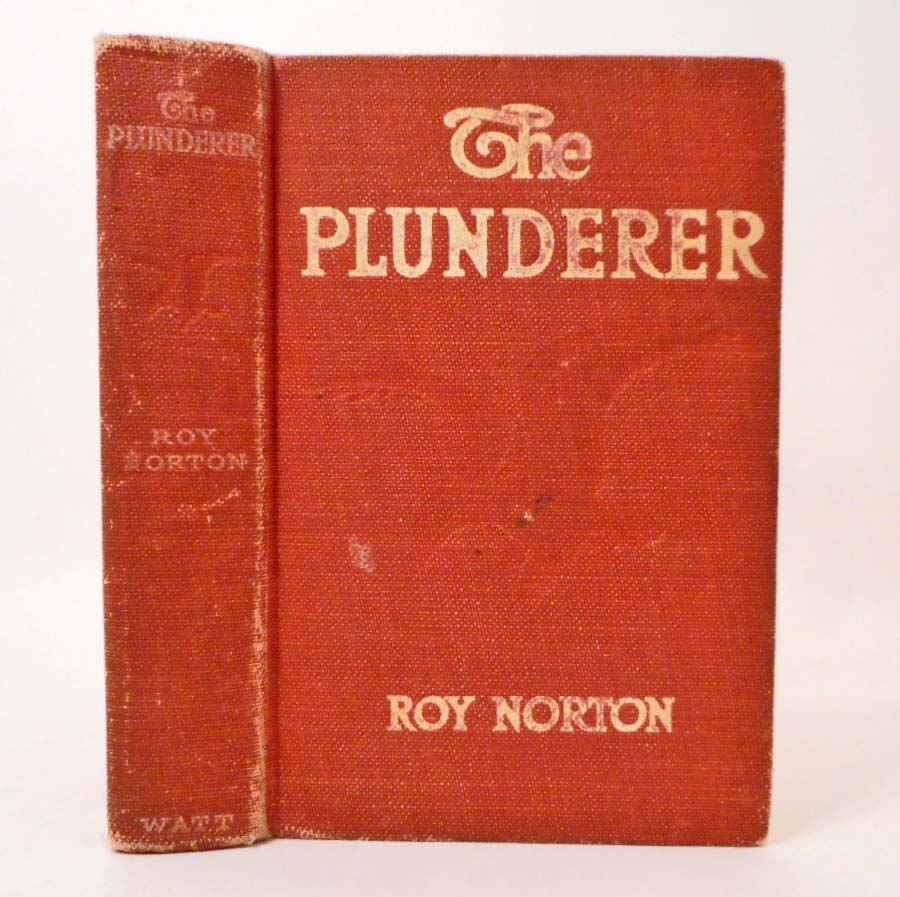 The
PLUNDERER
ROY
NORTON
WATT
The
PLUNDERER
ROY NORTON